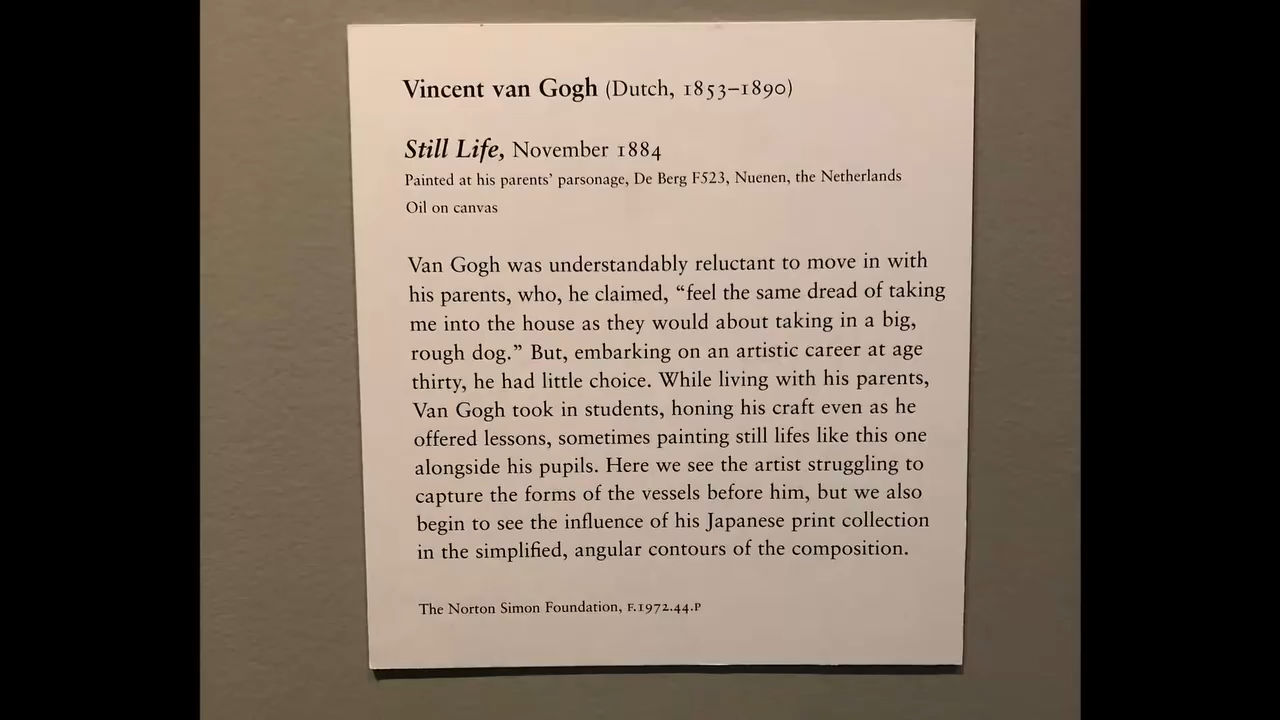 Vincent van Gogh (Dutch, 1853–1890)
Still Life, November 1884
Painted at his parents’ parsonage, De Berg F523, Nuenen, the Netherlands
Oil on canvas
Van Gogh was understandably reluctant to move in with
his parents, who, he claimed, “feel the same dread of taking
me into the house as they would about taking in a big,
rough dog.” But, embarking on an artistic career at age
thirty, he had little choice. While living with his parents,
Van Gogh took in students, honing his craft even as he
offered lessons, sometimes painting still lifes like this one
alongside his pupils. Here we see the artist struggling to
capture the forms of the vessels before him, but we also
begin to see the influence of his Japanese print collection
in the simplified, angular contours of the composition.
The Norton Simon Foundation, F.1972.44.P